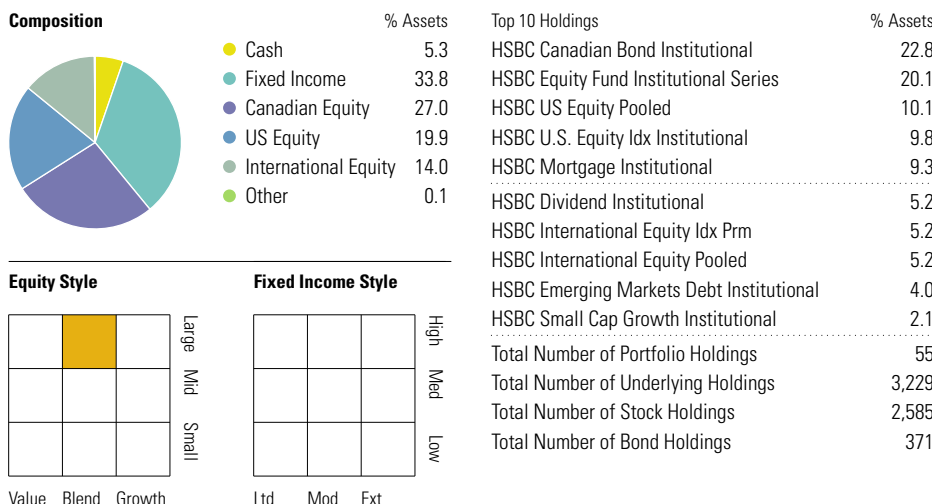 Composition % Assets
Cash 5.3
Fixed Income 33.8
Canadian Equity 27.0
US Equity 19.9
International Equity 14.0
Other 0.1
Equity Style
Large
Mid
Small
Value Blend Growth
Fixed Income Style
High
Med
Low
Ltd Mod Ext
Top 10 Holdings % Assets
HSBC Canadian Bond Institutional 22.8
HSBC Equity Fund Institutional Series 20.1
HSBC US Equity Pooled 10.1
HSBC U.S. Equity Idx Institutional 9.8
HSBC Mortgage Institutional 9.3
HSBC Dividend Institutional 5.2
HSBC International Equity Idx Prm 5.2
HSBC International Equity Pooled 5.2
HSBC Emerging Markets Debt Institutional 4.0
HSBC Small Cap Growth Institutional 2.1
Total Number of Portfolio Holdings 55
Total Number of Underlying Holdings 3,229
Total Number of Stock Holdings 2,585
Total Number of Bond Holdings 371